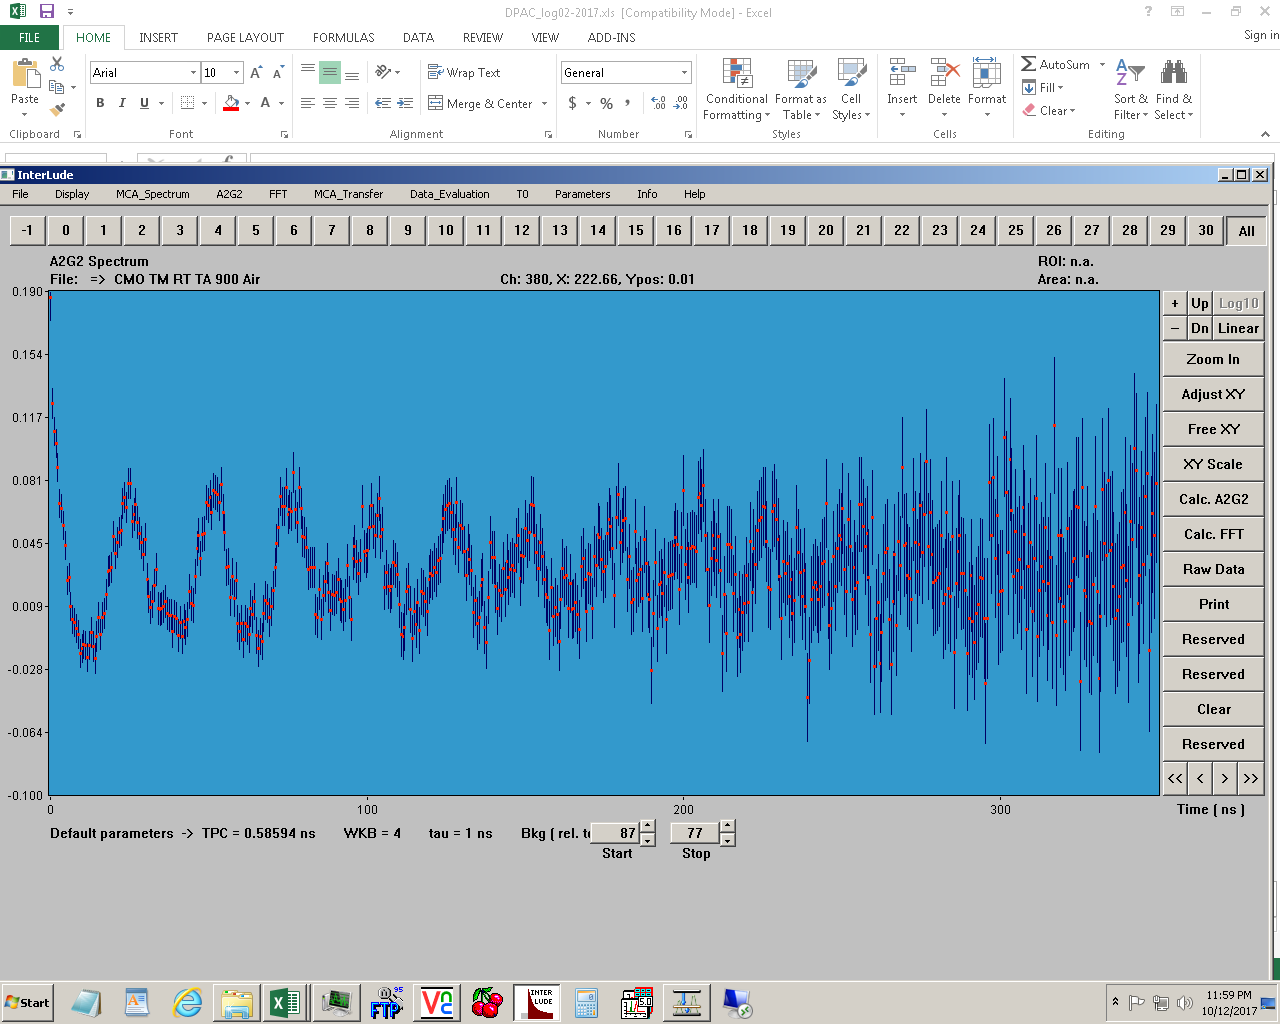 DPAC_log02-2017.xls [Compatibility Mode] - Excel
Sign in
FILE HOME INSERT PAGE LAYOUT FORMULAS DATA REVIEW VIEW ADD-INS
Paste
Arial 10
B I U A
Wrap Text
Merge & Center
General
$ % ,
Conditional Formatting
Format as Table
Cell Styles
Insert Delete Format
AutoSum
Fill
Clear
Sort & Filter
Find & Select
Clipboard Font Alignment Number Styles Cells Editing
InterLude
File Display MCA_Spectrum A2G2 FFT MCA_Transfer Data_Evaluation T0 Parameters Info Help
-1 0 1 2 3 4 5 6 7 8 9 10 11 12 13 14 15 16 17 18 19 20 21 22 23 24 25 26 27 28 29 30 All
A2G2 Spectrum
ROI: n.a.
File: => CMO TM RT TA 900 Air
Ch: 380, X: 222.66, Ypos: 0.01
Area: n.a.
0.190
0.154
0.117
0.081
0.045
0.009
-0.028
-0.064
-0.100
0 100 200 300
Time ( ns )
+ Up Log10
− Dn Linear
Zoom In
Adjust XY
Free XY
XY Scale
Calc. A2G2
Calc. FFT
Raw Data
Print
Reserved
Reserved
Clear
Reserved
<< < > >>
Default parameters -> TPC = 0.58594 ns WKB = 4 tau = 1 ns Bkg ( rel. 87 77
Start Stop
Start
95
FTP
INTER
LUDE
11:59 PM
10/12/2017